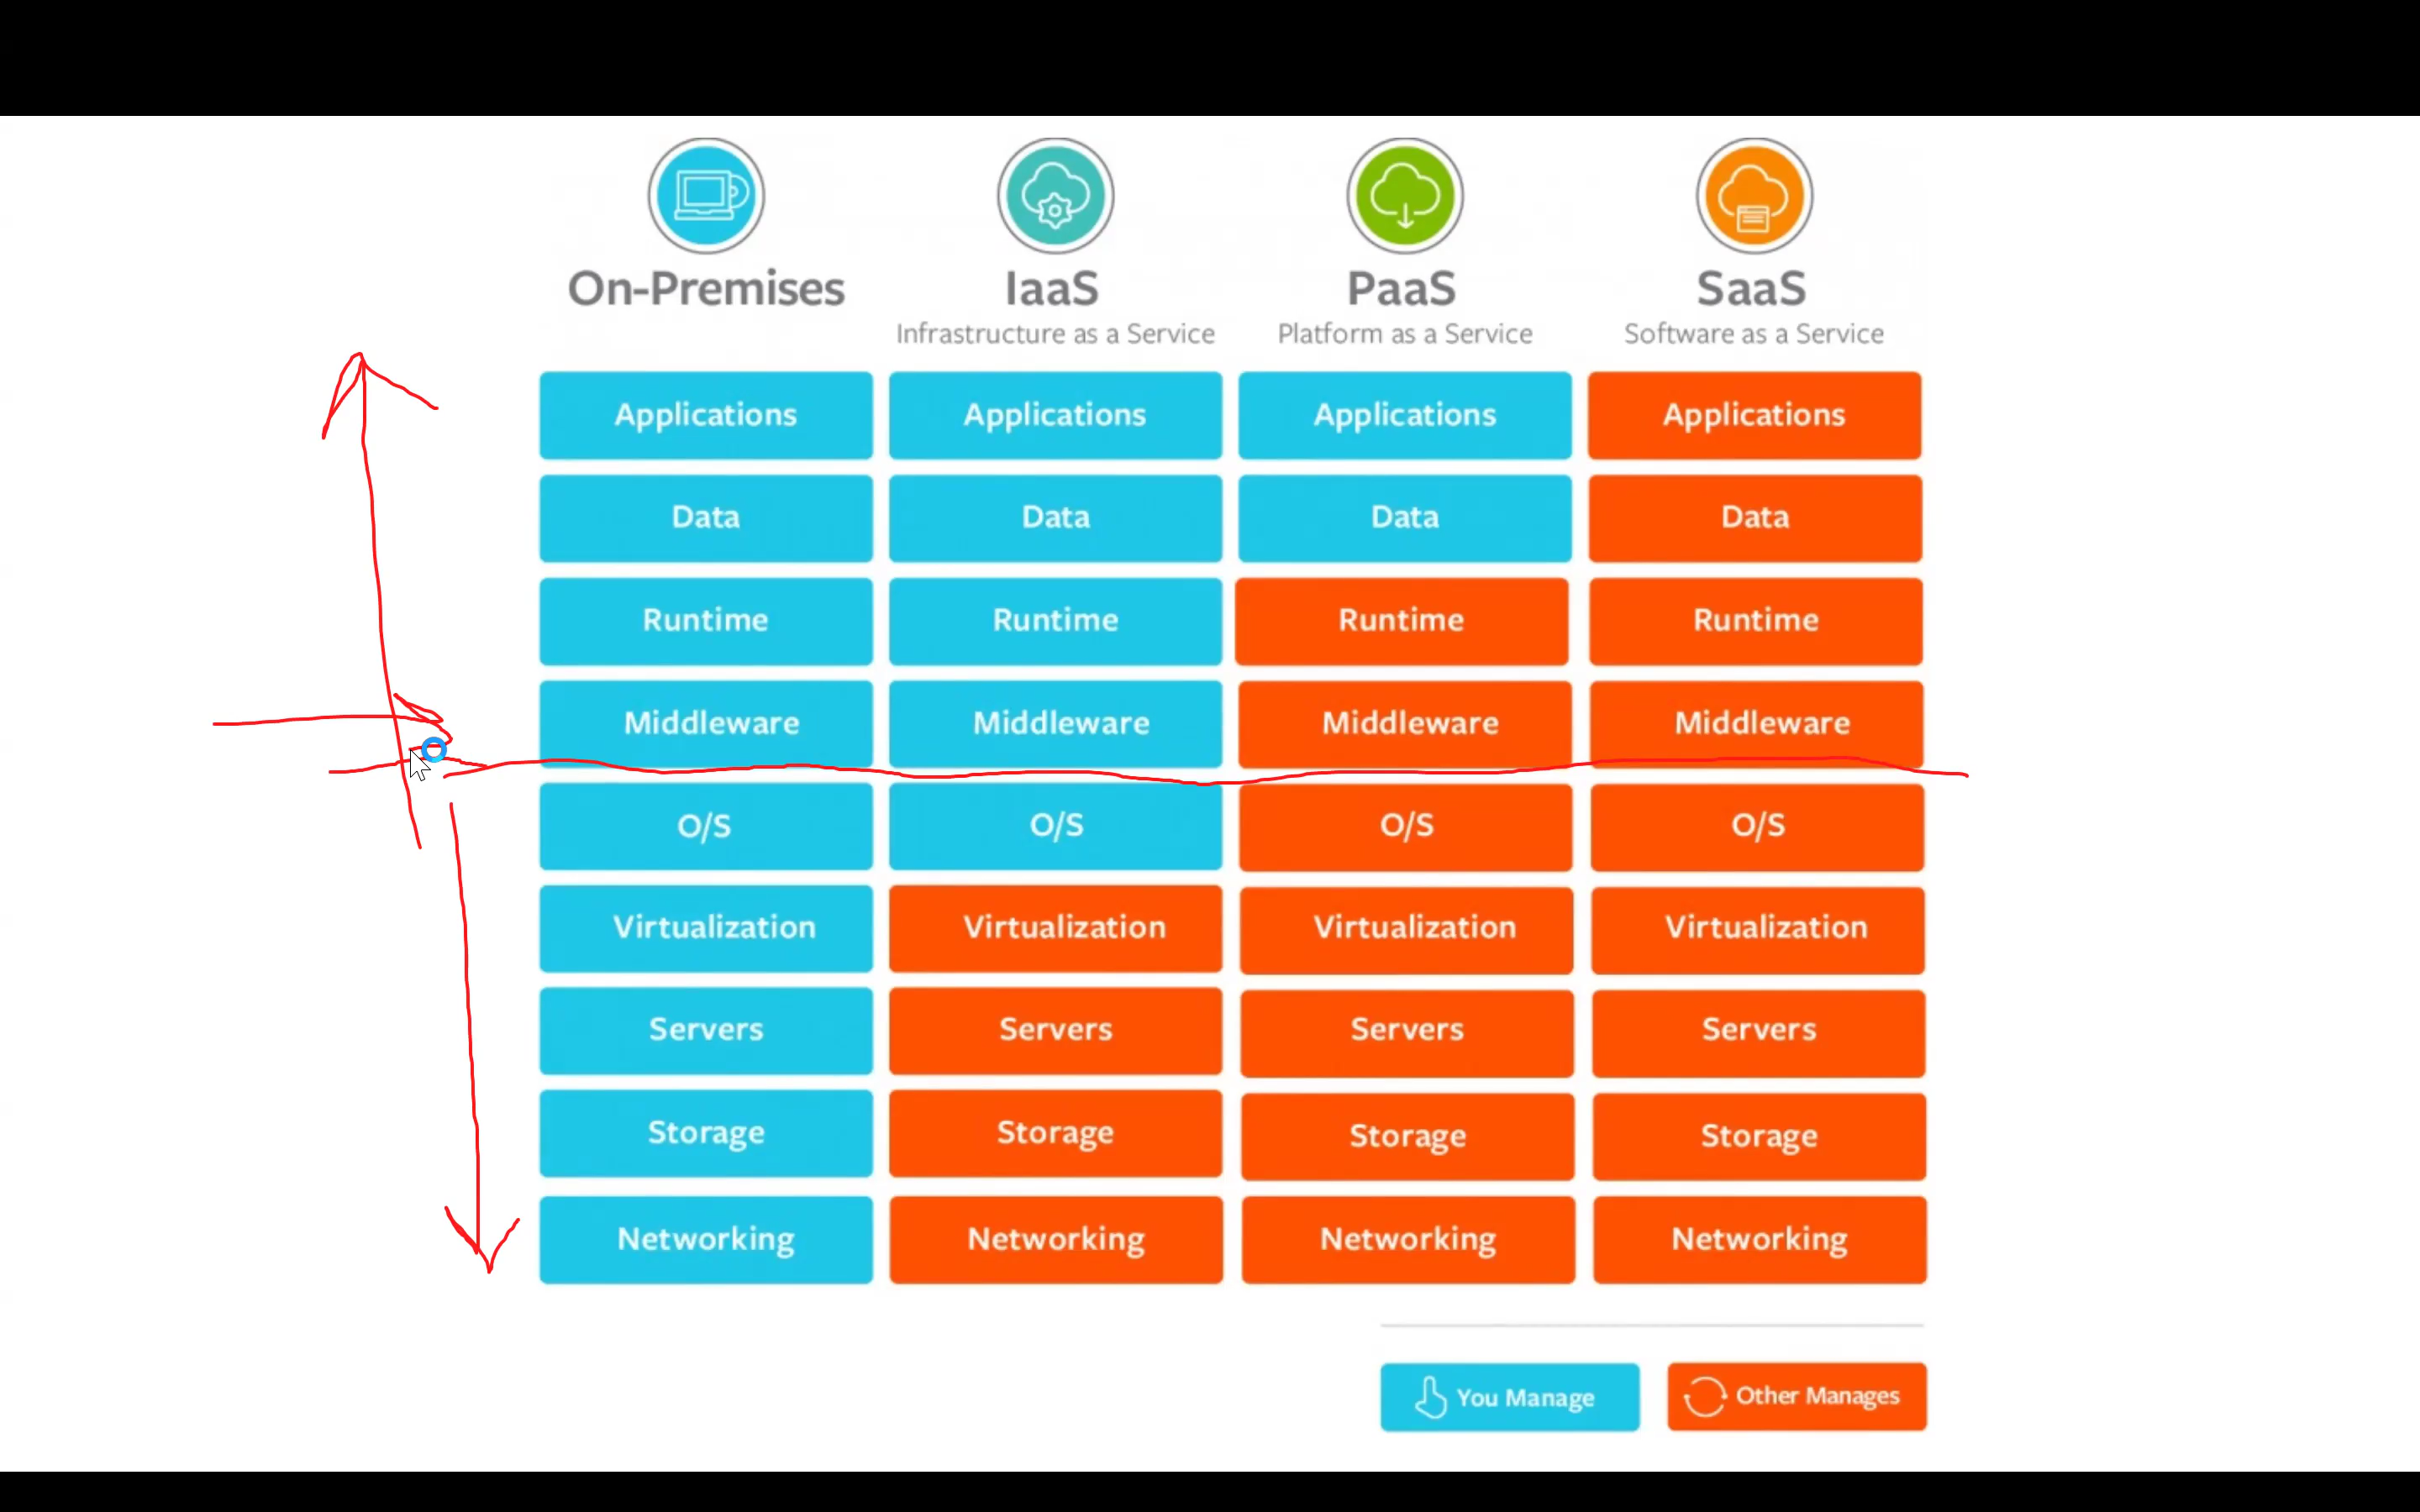 On-Premises IaaS PaaS SaaS
Infrastructure as a Service Platform as a Service Software as a Service
Applications Applications Applications Applications
Data Data Data Data
Runtime Runtime Runtime Runtime
Middleware Middleware Middleware Middleware
O/S O/S O/S O/S
Virtualization Virtualization Virtualization Virtualization
Servers Servers Servers Servers
Storage Storage Storage Storage
Networking Networking Networking Networking
You Manage Other Manages